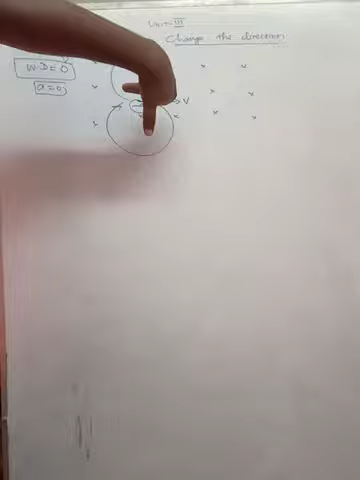 Unit-III
Change the direction
W.D = 0
a = 0
V